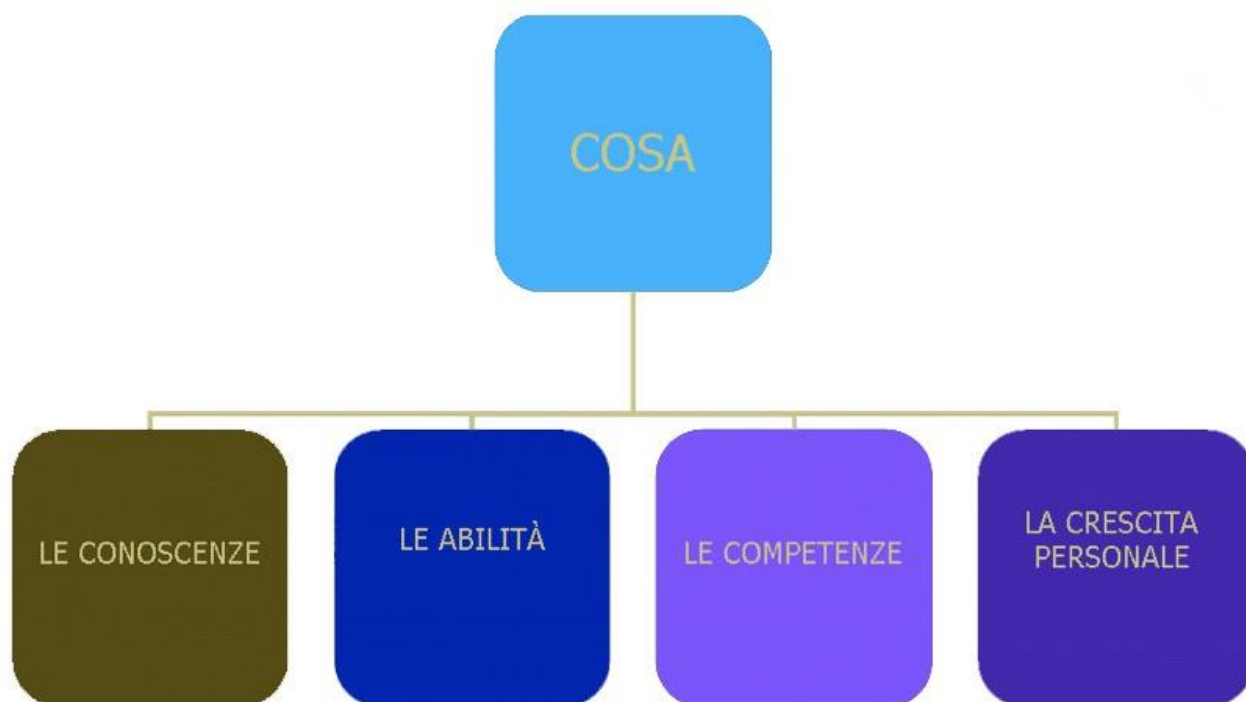 COSA
LE CONOSCENZE
LE ABILITÀ
LE COMPETENZE
LA CRESCITA
PERSONALE